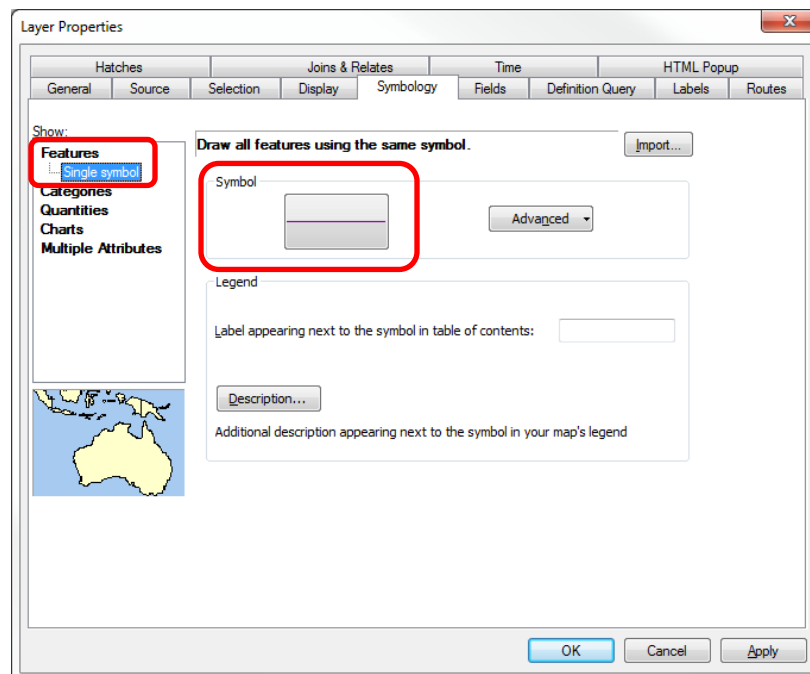 Layer Properties
x
Hatches Joins & Relates Time HTML Popup
General Source Selection Display Symbology Fields Definition Query Labels Routes
Show:
Features
Single symbol
Categories
Quantities
Charts
Multiple Attributes
Draw all features using the same symbol.
Import...
Symbol
Advanced
Legend
Label appearing next to the symbol in table of contents:
Description...
Additional description appearing next to the symbol in your map's legend
OK Cancel Apply